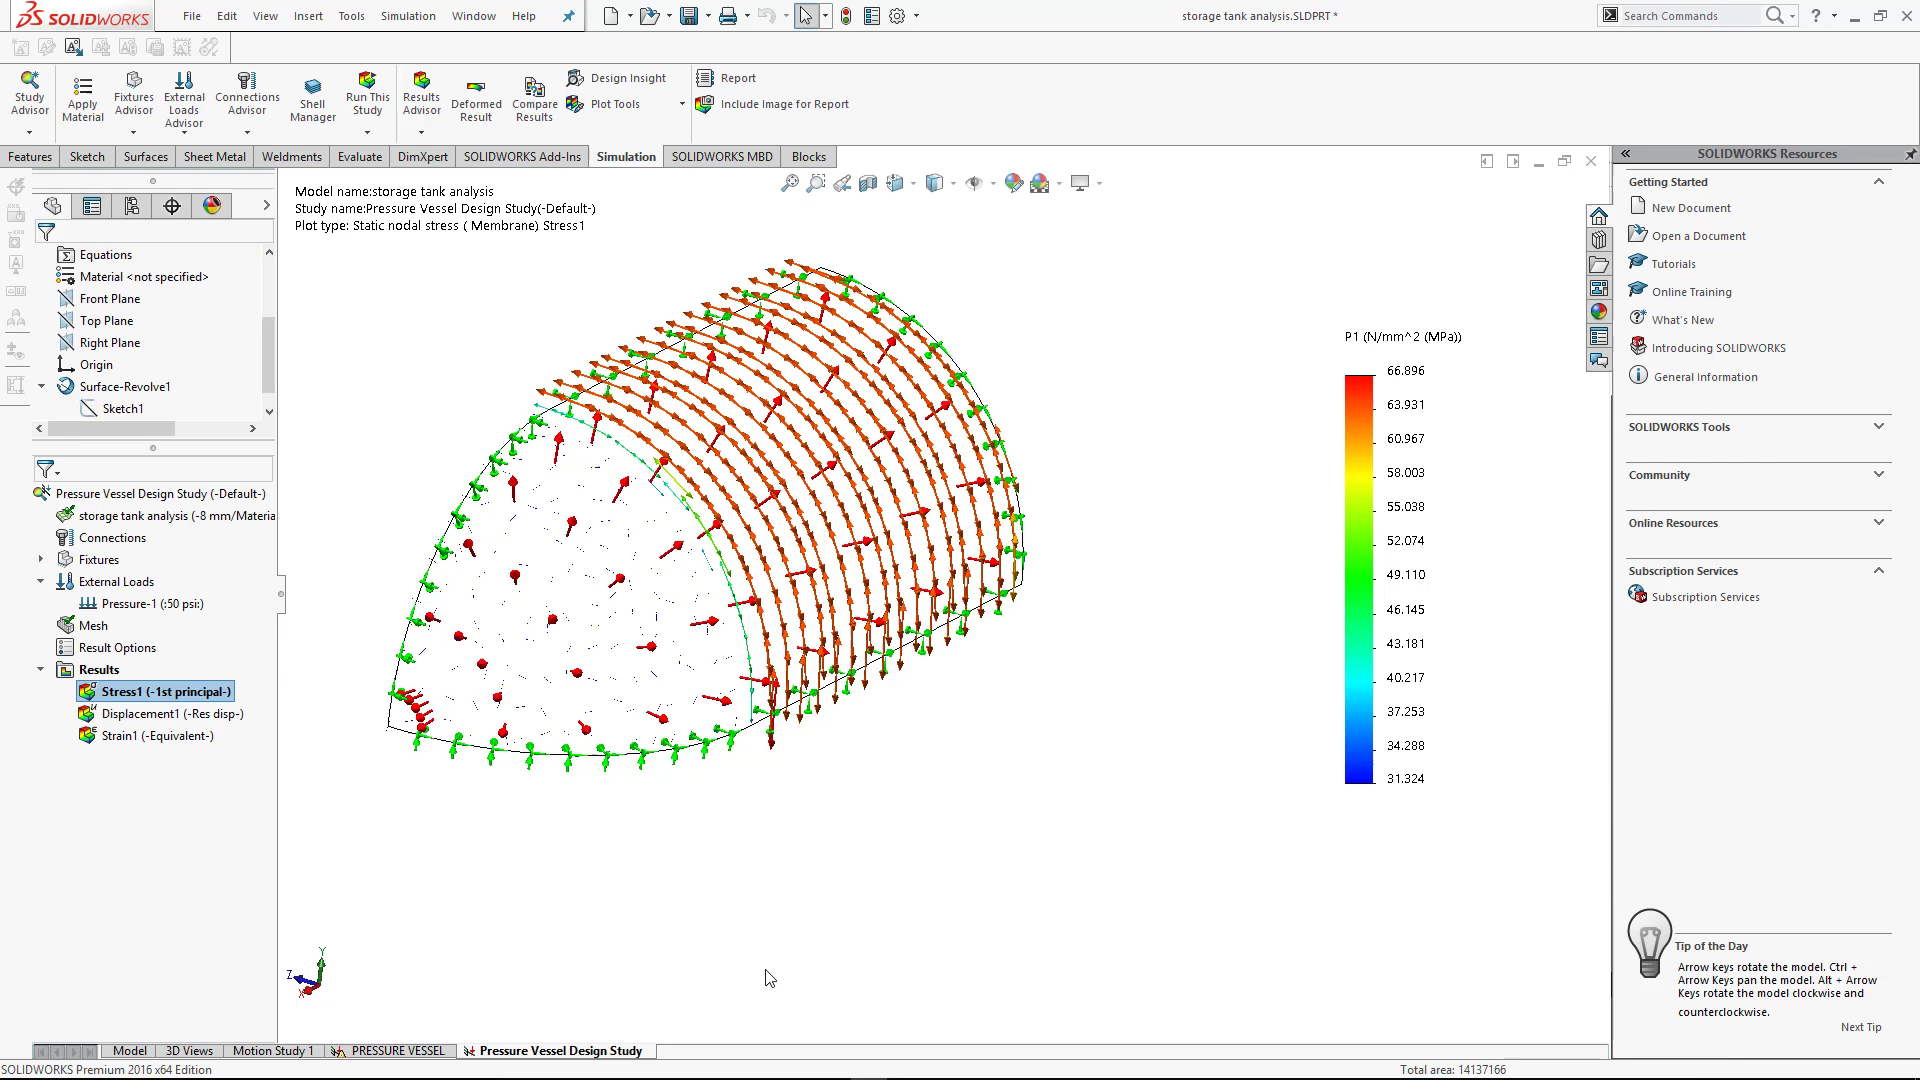 SOLIDWORKS
File Edit View Insert Tools Simulation Window Help
storage tank analysis.SLDPRT *
Search Commands
Study Advisor
Apply Material
Fixtures Advisor
External Loads Advisor
Connections Advisor
Shell Manager
Run This Study
Results Advisor
Deformed Result
Compare Results
Design Insight
Plot Tools
Report
Include Image for Report
Features Sketch Surfaces Sheet Metal Weldments Evaluate DimXpert SOLIDWORKS Add-Ins Simulation SOLIDWORKS MBD Blocks
Equations
Material <not specified>
Front Plane
Top Plane
Right Plane
Origin
Surface-Revolve1
Sketch1
Pressure Vessel Design Study (-Default-)
storage tank analysis (-8 mm/Materia
Connections
Fixtures
External Loads
Pressure-1 (:50 psi:)
Mesh
Result Options
Results
Stress1 (-1st principal-)
Displacement1 (-Res disp-)
Strain1 (-Equivalent-)
Model name:storage tank analysis
Study name:Pressure Vessel Design Study(-Default-)
Plot type: Static nodal stress ( Membrane) Stress1
P1 (N/mm^2 (MPa))
66.896
63.931
60.967
58.003
55.038
52.074
49.110
46.145
43.181
40.217
37.253
34.288
31.324
Y
Z
X
SOLIDWORKS Resources
Getting Started
New Document
Open a Document
Tutorials
Online Training
What's New
Introducing SOLIDWORKS
General Information
SOLIDWORKS Tools
Community
Online Resources
Subscription Services
Subscription Services
Tip of the Day
Arrow keys rotate the model. Ctrl +
Arrow Keys pan the model. Alt + Arrow
Keys rotate the model clockwise and
counterclockwise.
Next Tip
Model 3D Views Motion Study 1 PRESSURE VESSEL Pressure Vessel Design Study
SOLIDWORKS Premium 2016 x64 Edition
Total area: 14137166